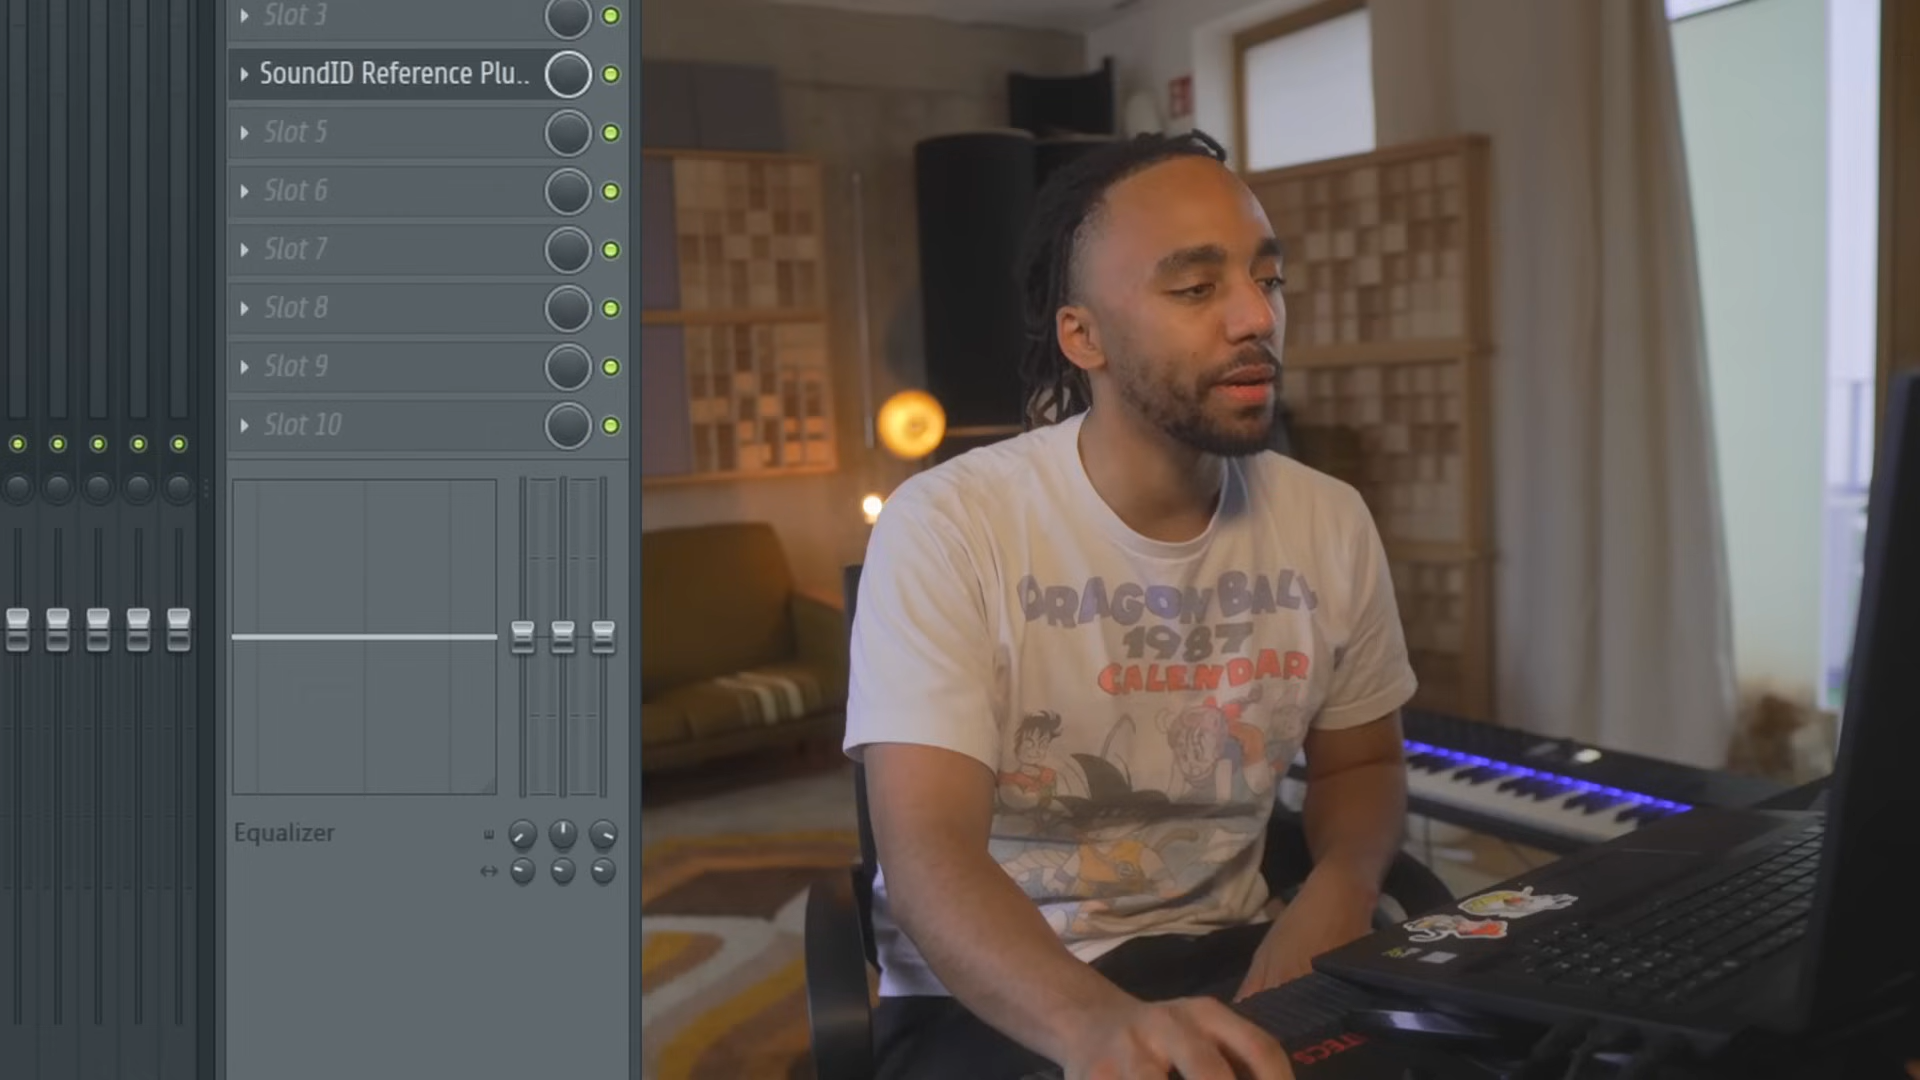 Slot 3
SoundID Reference Plu..
Slot 5
Slot 6
Slot 7
Slot 8
Slot 9
Slot 10
Equalizer
DRAGON BALL
1987
CALENDAR
TECS